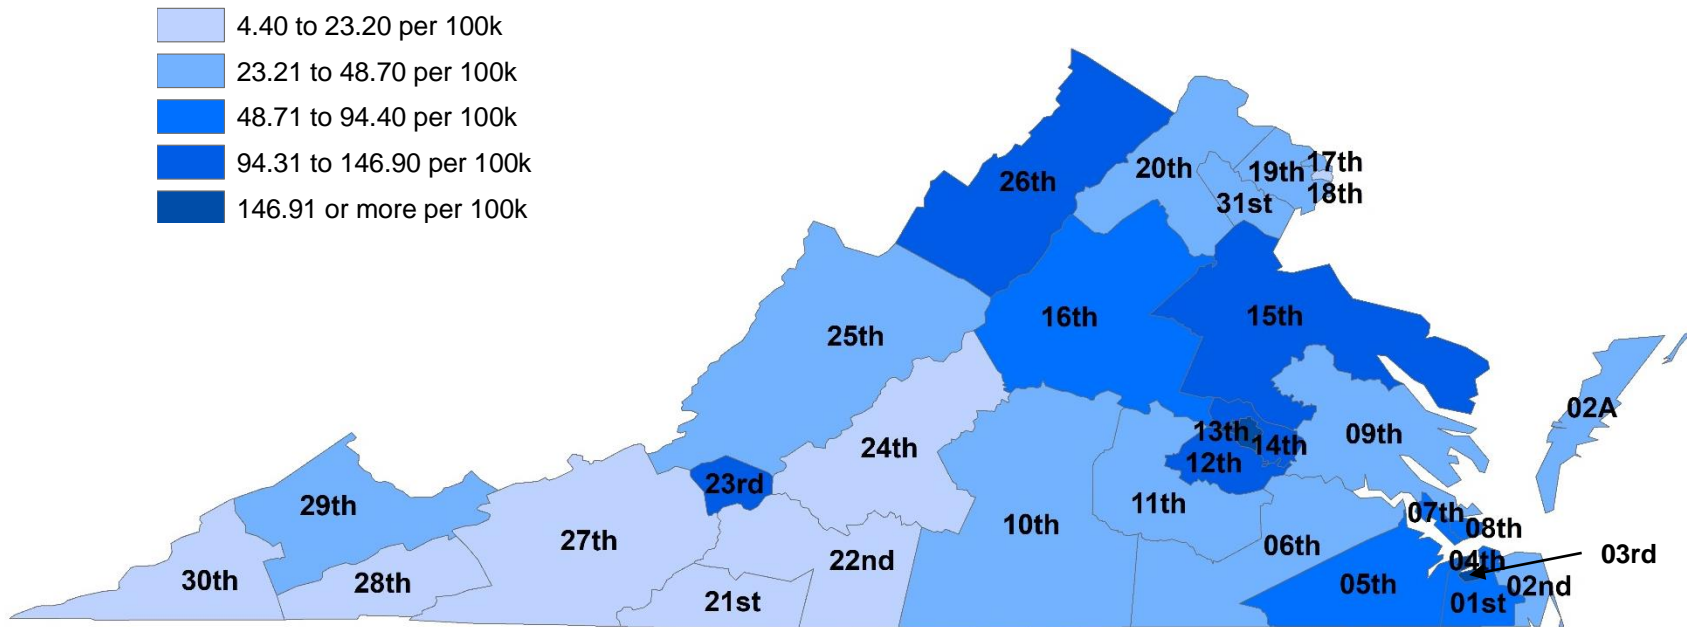 4.40 to 23.20 per 100k
23.21 to 48.70 per 100k
48.71 to 94.40 per 100k
94.31 to 146.90 per 100k
146.91 or more per 100k
26th
20th
19th
17th
18th
31st
16th
15th
25th
02A
24th
13th
14th
12th
09th
23rd
29th
27th
10th
11th
07th
08th
06th
04th
03rd
30th
28th
22nd
21st
05th
02nd
01st